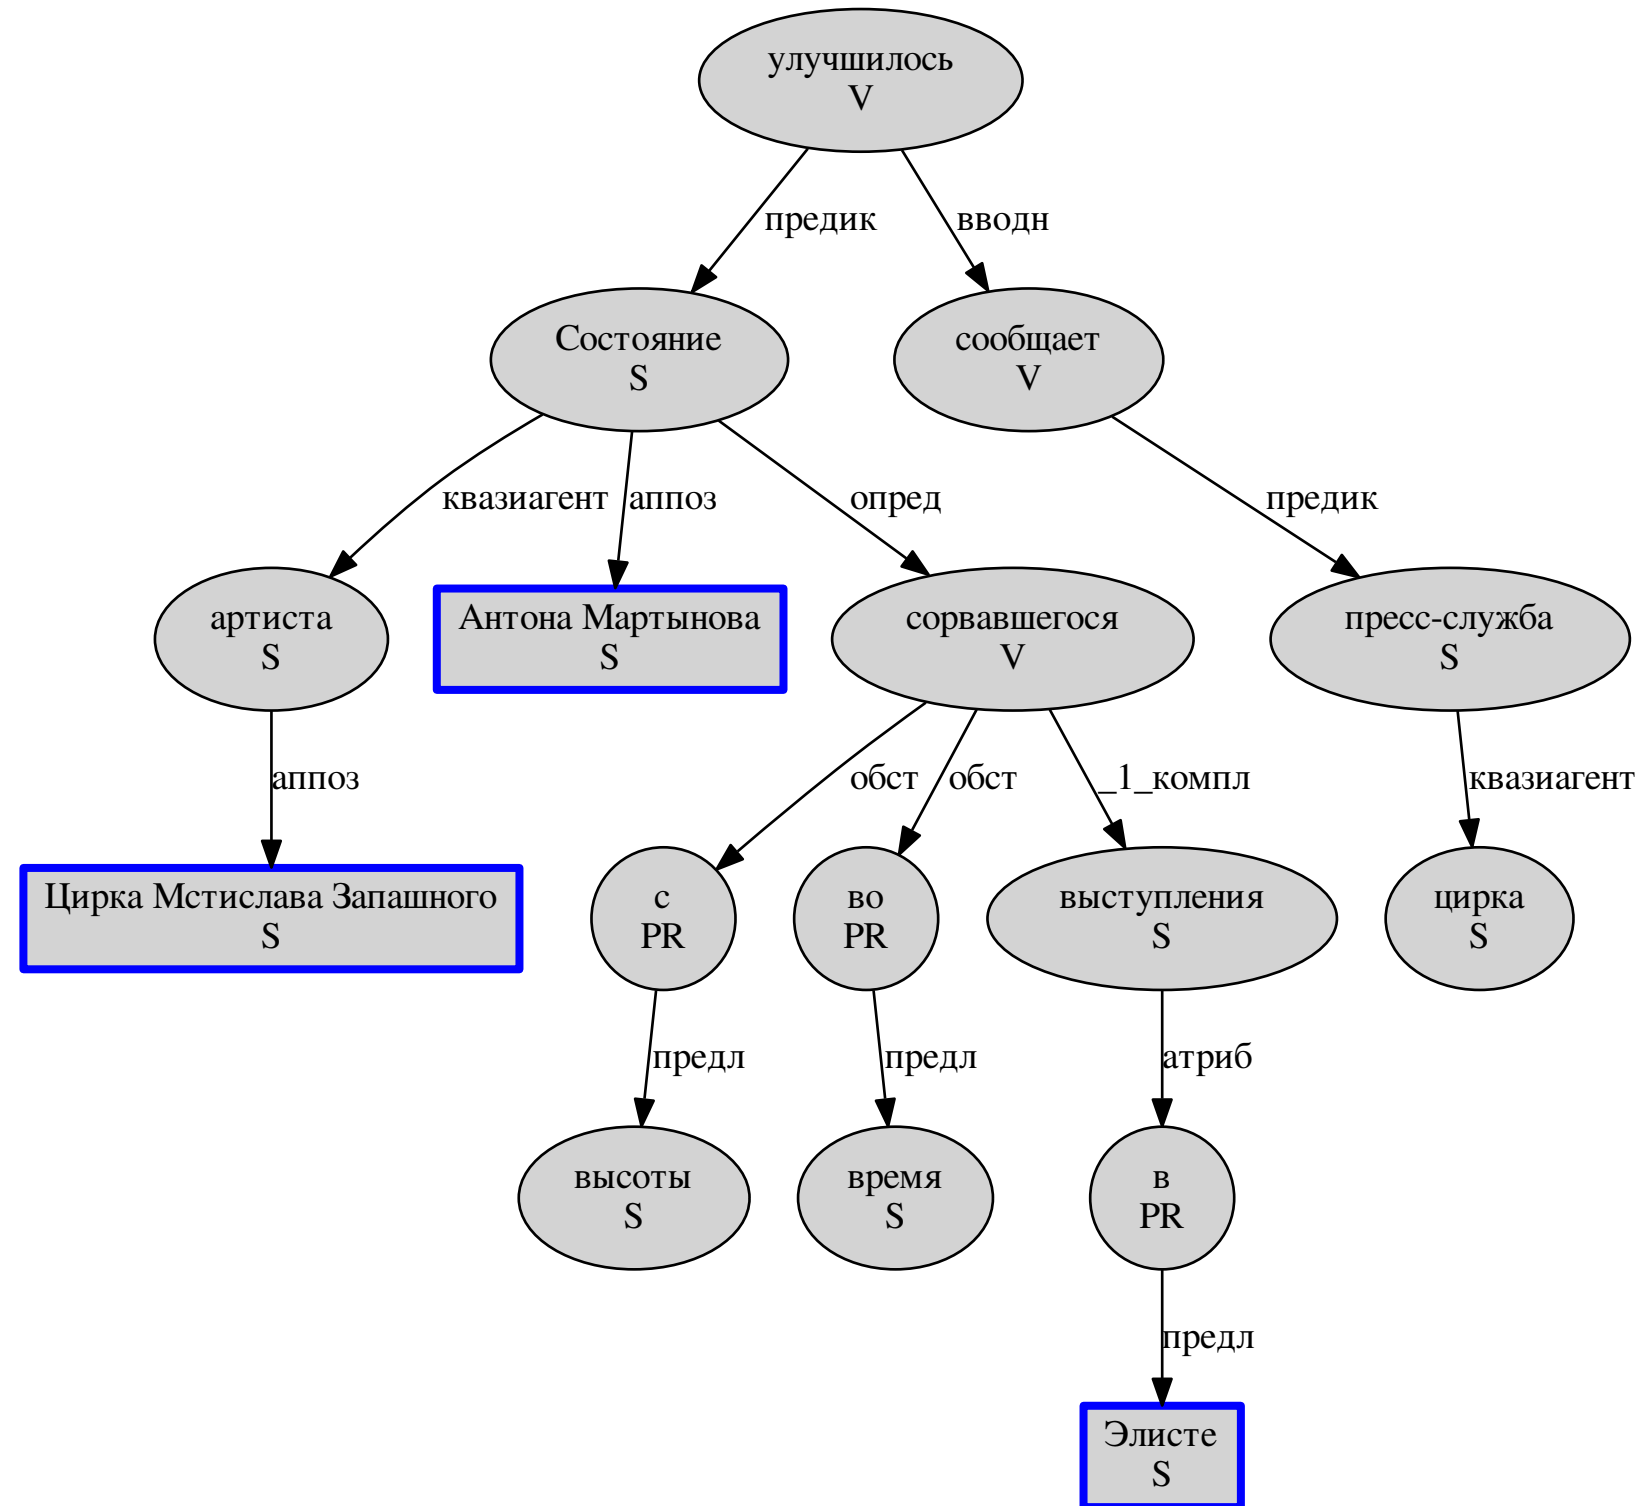 улучшилось
V
предик
вводн
Состояние
S
сообщает
V
квазиагент
аппоз
опред
предик
артиста
S
Антона Мартынова
S
сорвавшегося
V
пресс-служба
S
аппоз
обст
обст
_1_компл
квазиагент
Цирка Мстислава Запашного
S
с
PR
во
PR
выступления
S
цирка
S
предл
предл
атриб
высоты
S
время
S
в
PR
предл
Элисте
S